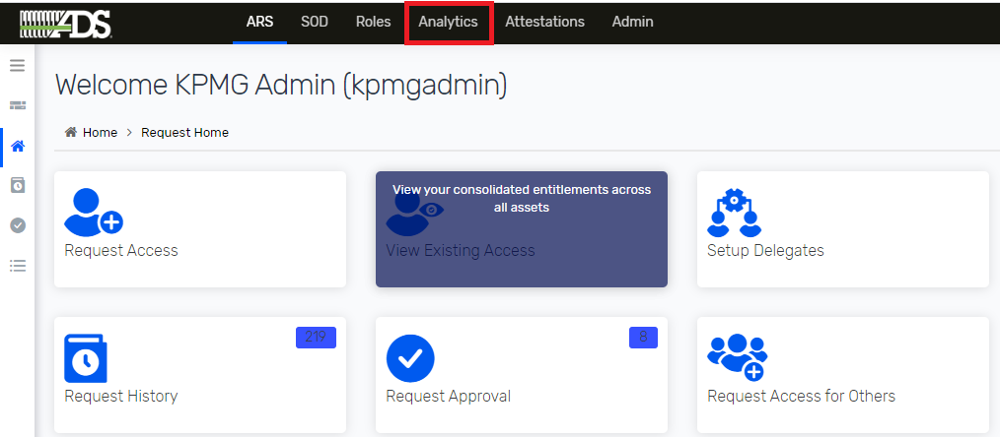 ADS
ARS SOD Roles Analytics Attestations Admin
Welcome KPMG Admin (kpmgadmin)
Home > Request Home
Request Access
View your consolidated entitlements across
all assets
View Existing Access
Setup Delegates
219
Request History
8
Request Approval
Request Access for Others